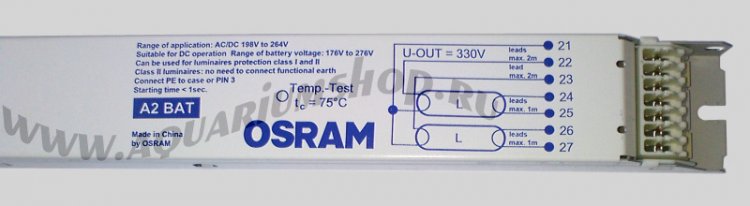 Range of application: AC/DC 198V to 264V
Suitable for DC operation Range of battery voltage: 176V to 276V
Can be used for luminaires protection class I and II
Class II luminaires: no need to connect functional earth
Connect PE to case or PIN 3
Starting time < 1sec.
A2 BAT
Made in China
by OSRAM
Temp.-Test
tc = 75°C
OSRAM
U-OUT = 330V
leads
max. 2m
lead
max. 2m
L
leads
max. 1m
L
leads
max. 1m
21
22
23
24
25
26
27
www.AQUARIUMSHOP.RU